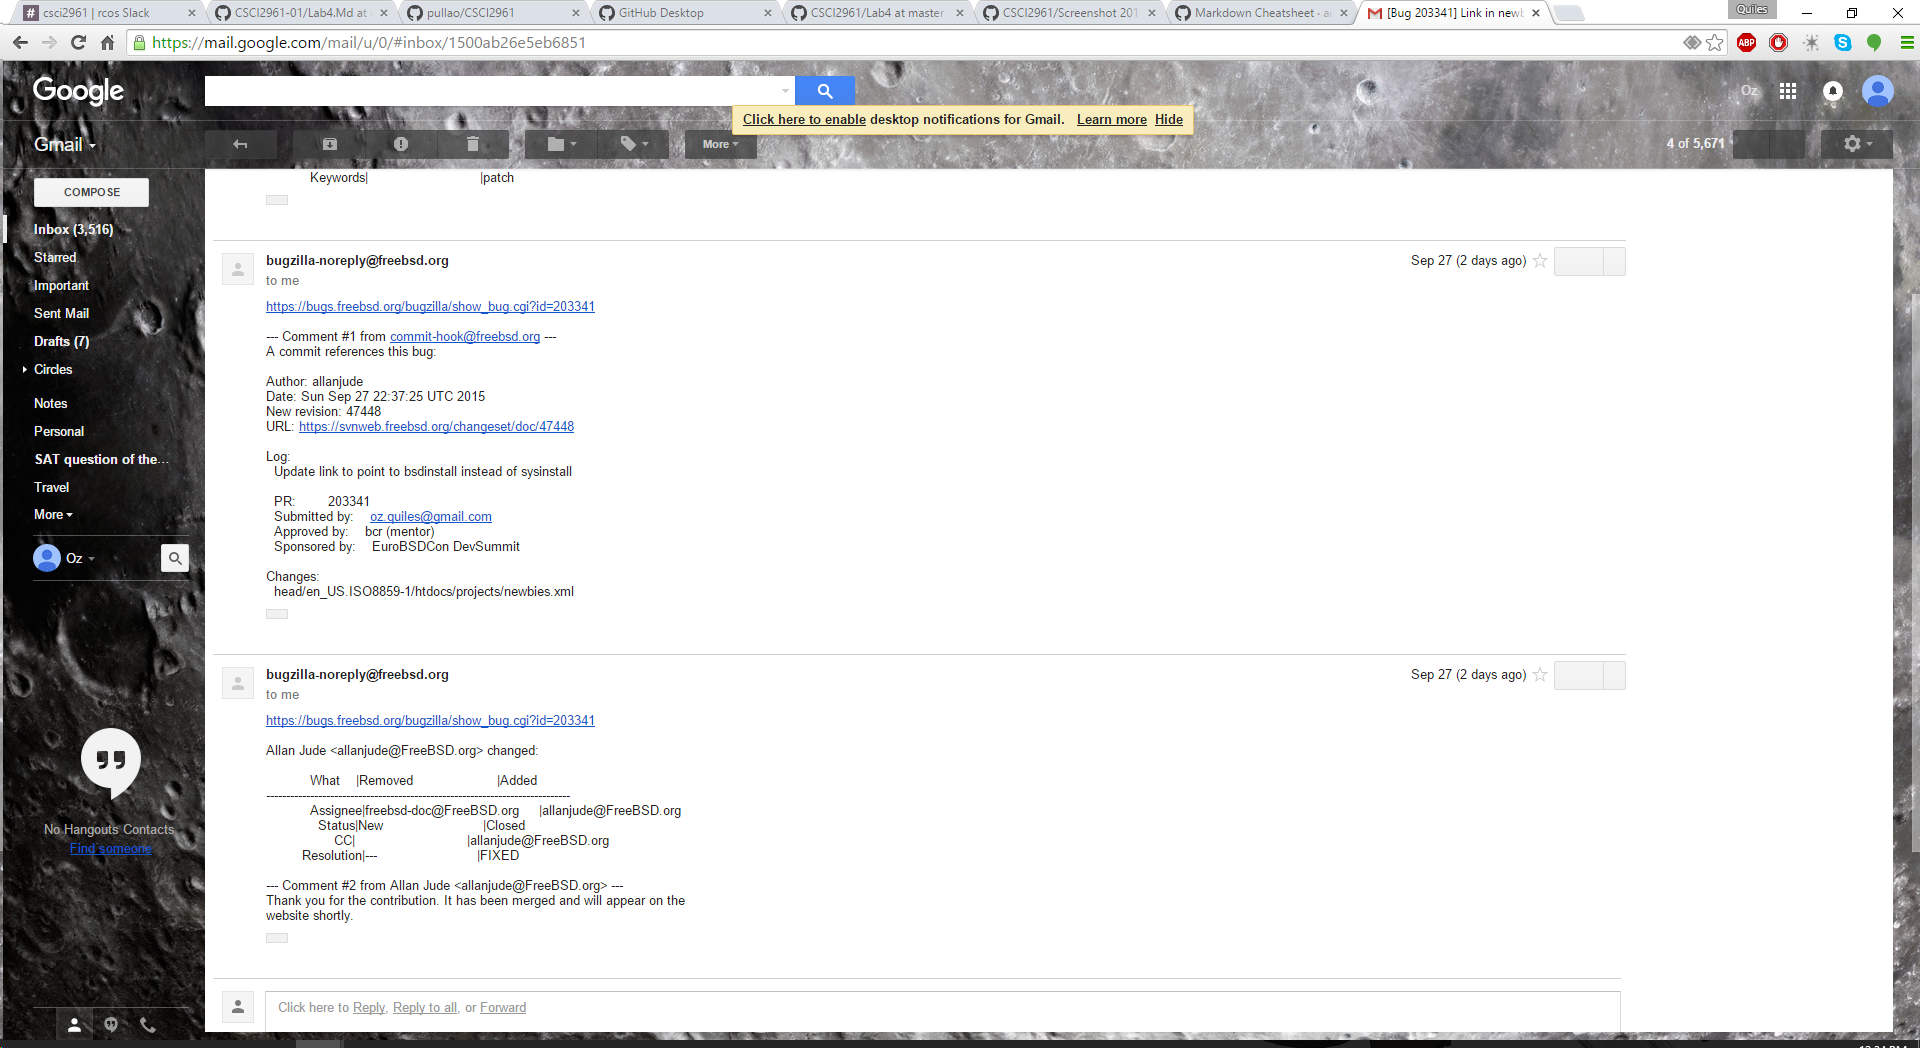 csci2961 | rcos Slack
CSCI2961-01/Lab4.Md at
pullao/CSCI2961
GitHub Desktop
CSCI2961/Lab4 at master
CSCI2961/Screenshot 201
Markdown Cheatsheet · a
[Bug 203341] Link in newb
Quiles
https://mail.google.com/mail/u/0/#inbox/1500ab26e5eb6851
ABP
Google
Oz
Click here to enable desktop notifications for Gmail. Learn more Hide
Gmail
More
4 of 5,671
COMPOSE
Inbox (3,516)
Starred
Important
Sent Mail
Drafts (7)
Circles
Notes
Personal
SAT question of the...
Travel
More
Oz
No Hangouts Contacts
Find someone
Keywords| |patch
bugzilla-noreply@freebsd.org
Sep 27 (2 days ago)
to me
https://bugs.freebsd.org/bugzilla/show_bug.cgi?id=203341
--- Comment #1 from commit-hook@freebsd.org ---
A commit references this bug:
Author: allanjude
Date: Sun Sep 27 22:37:25 UTC 2015
New revision: 47448
URL: https://svnweb.freebsd.org/changeset/doc/47448
Log:
Update link to point to bsdinstall instead of sysinstall
PR: 203341
Submitted by: oz.quiles@gmail.com
Approved by: bcr (mentor)
Sponsored by: EuroBSDCon DevSummit
Changes:
head/en_US.ISO8859-1/htdocs/projects/newbies.xml
bugzilla-noreply@freebsd.org
Sep 27 (2 days ago)
to me
https://bugs.freebsd.org/bugzilla/show_bug.cgi?id=203341
Allan Jude <allanjude@FreeBSD.org> changed:
What |Removed |Added
----------------------------------------------------------------------------
Assignee|freebsd-doc@FreeBSD.org |allanjude@FreeBSD.org
Status|New |Closed
CC| |allanjude@FreeBSD.org
Resolution|--- |FIXED
--- Comment #2 from Allan Jude <allanjude@FreeBSD.org> ---
Thank you for the contribution. It has been merged and will appear on the
website shortly.
Click here to Reply, Reply to all, or Forward